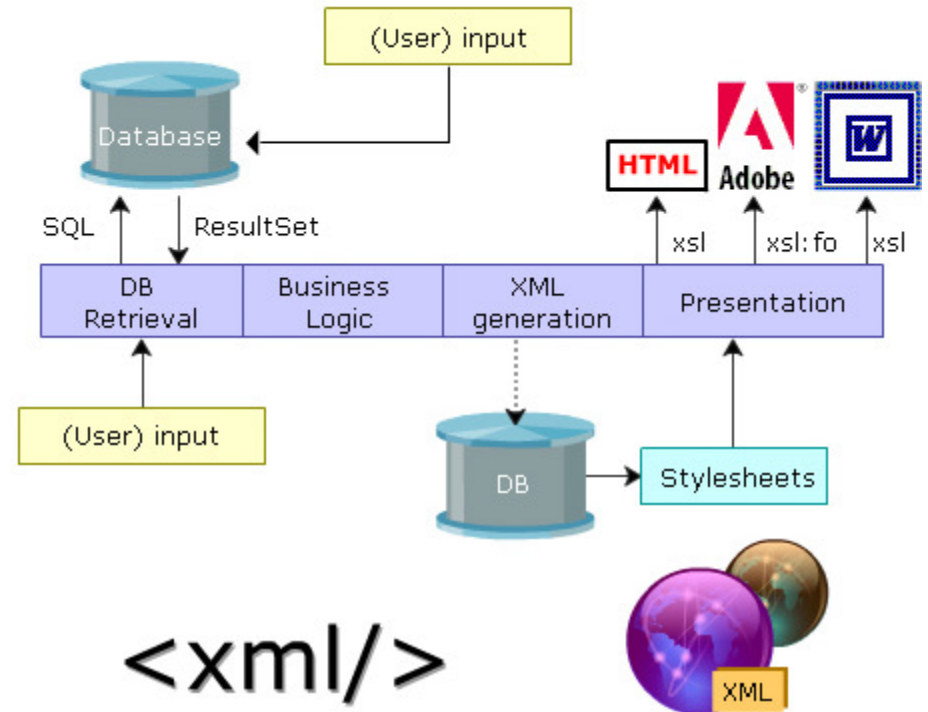 (User) input
Database
HTML
Adobe
®
W
SQL
ResultSet
xsl
xsl:fo
xsl
DB
Retrieval
Business
Logic
XML
generation
Presentation
(User) input
DB
Stylesheets
<xml/>
XML